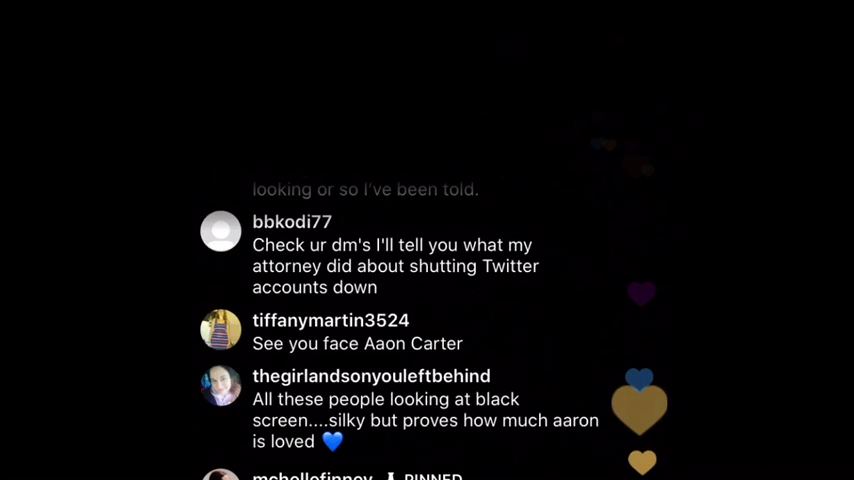 looking or so I've been told.
bbkodi77
Check ur dm's I'll tell you what my
attorney did about shutting Twitter
accounts down
tiffanymartin3524
See you face Aaon Carter
thegirlandsonyouleftbehind
All these people looking at black
screen....silky but proves how much aaron
is loved 💙
mchellefinney PINNED